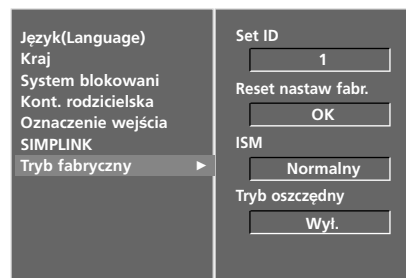 Język(Language)
Kraj
System blokowani
Kont. rodzicielska
Oznaczenie wejścia
SIMPLINK
Tryb fabryczny ►
Set ID
1
Reset nastaw fabr.
OK
ISM
Normalny
Tryb oszczędny
Wył.